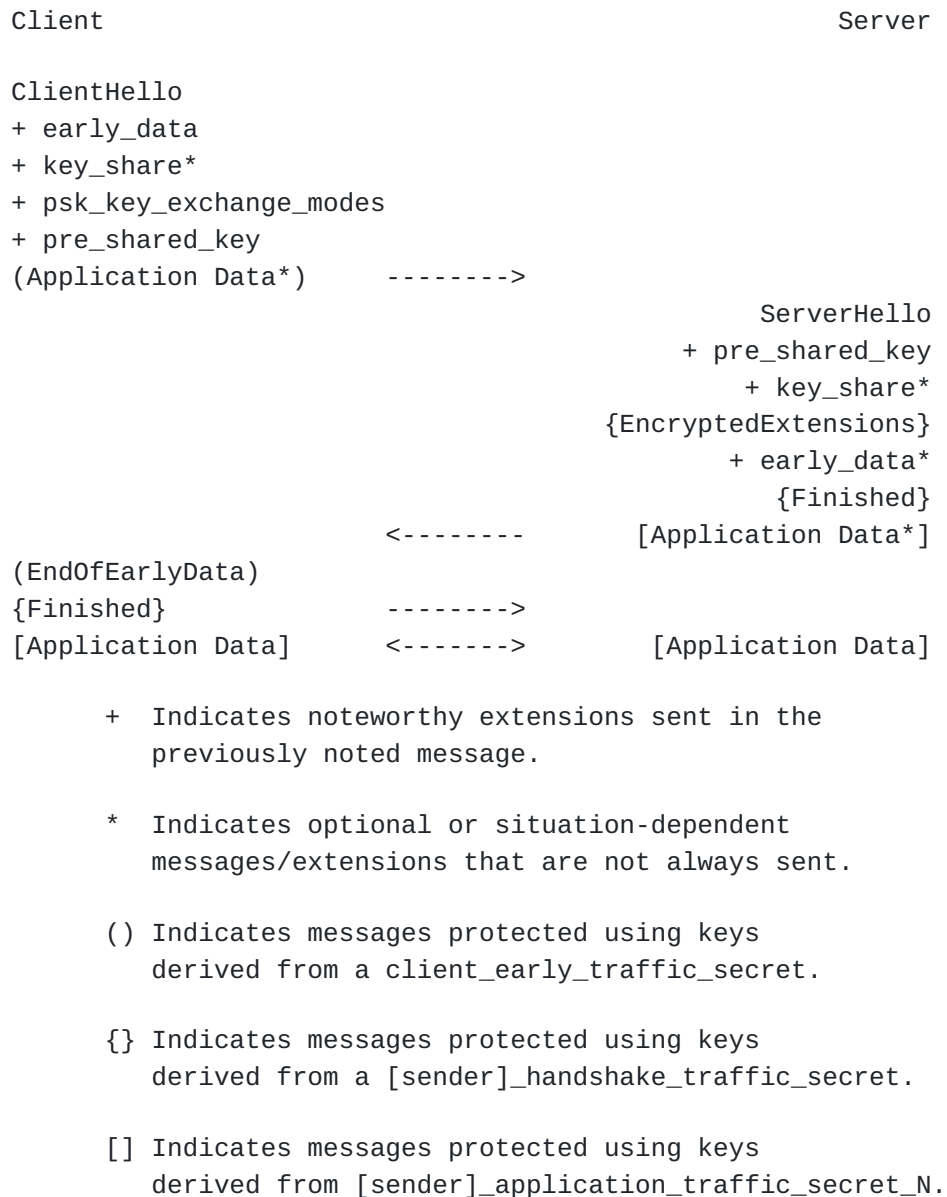 Client                                               Server

ClientHello
+ early_data
+ key_share*
+ psk_key_exchange_modes
+ pre_shared_key
(Application Data*)     -------->
                                                ServerHello
                                           + pre_shared_key
                                               + key_share*
                                      {EncryptedExtensions}
                                              + early_data*
                                                 {Finished}
                        <--------       [Application Data*]
(EndOfEarlyData)
{Finished}              -------->
[Application Data]      <------->        [Application Data]

      +  Indicates noteworthy extensions sent in the
         previously noted message.

      *  Indicates optional or situation-dependent
         messages/extensions that are not always sent.

      () Indicates messages protected using keys
         derived from a client_early_traffic_secret.

      {} Indicates messages protected using keys
         derived from a [sender]_handshake_traffic_secret.

      [] Indicates messages protected using keys
         derived from [sender]_application_traffic_secret_N.